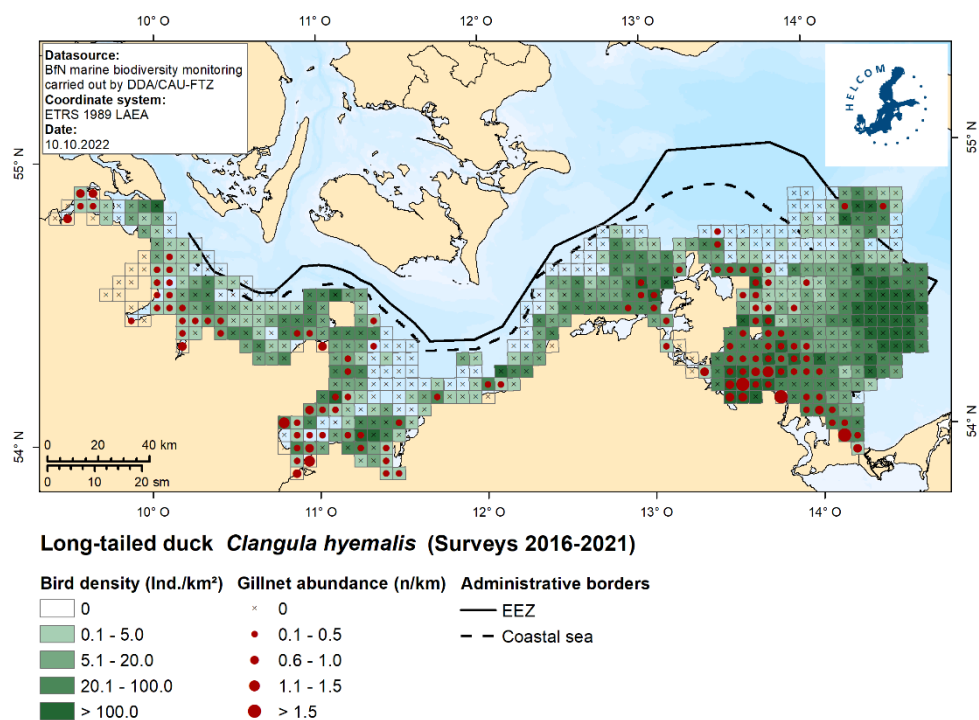 10° O 11° O 12° O 13° O 14° O
Datasource:
BfN marine biodiversity monitoring
carried out by DDA/CAU-FTZ
Coordinate system:
ETRS 1989 LAEA
Date:
10.10.2022
HELCOM
55° N
55° N
54° N
54° N
0 20 40 km
0 10 20 sm
10° O 11° O 12° O 13° O 14° O
Long-tailed duck Clangula hyemalis (Surveys 2016-2021)
Bird density (Ind./km²) Gillnet abundance (n/km) Administrative borders
0 0 EEZ
0.1 - 5.0 0.1 - 0.5 Coastal sea
5.1 - 20.0 0.6 - 1.0
20.1 - 100.0 1.1 - 1.5
> 100.0 > 1.5